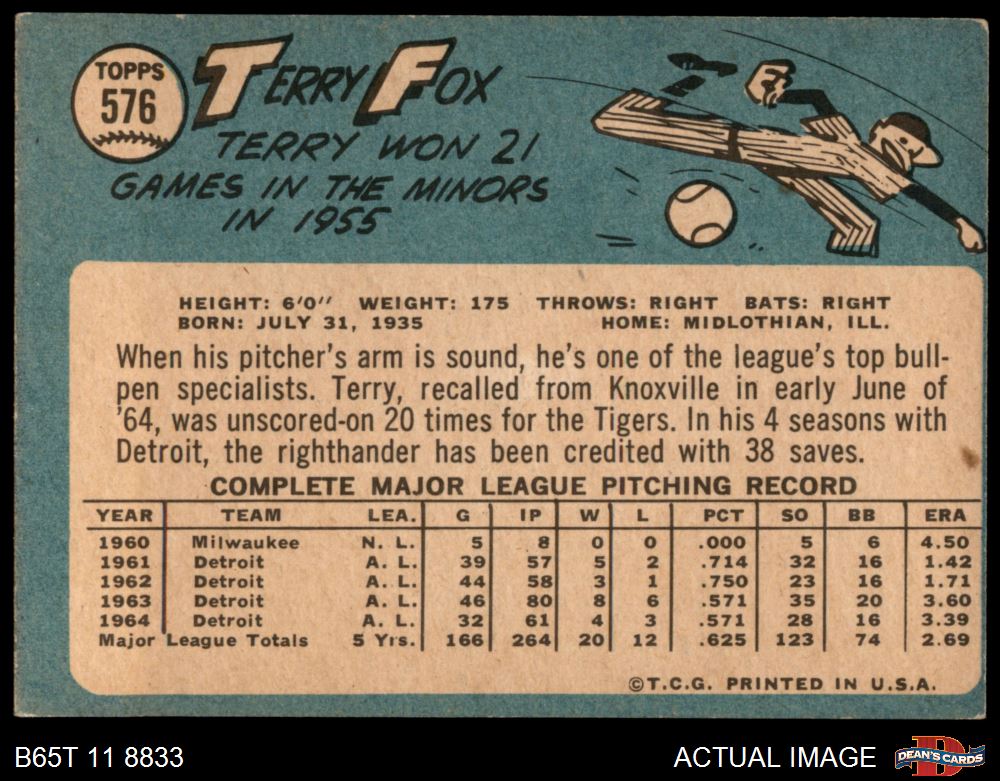 TOPPS
576
TERRY FOX
TERRY WON 21
GAMES IN THE MINORS
IN 1955
HEIGHT: 6'0" WEIGHT: 175 THROWS: RIGHT BATS: RIGHT
BORN: JULY 31, 1935 HOME: MIDLOTHIAN, ILL.
When his pitcher's arm is sound, he's one of the league's top bull-
pen specialists. Terry, recalled from Knoxville in early June of
'64, was unscored-on 20 times for the Tigers. In his 4 seasons with
Detroit, the righthander has been credited with 38 saves.
COMPLETE MAJOR LEAGUE PITCHING RECORD
YEAR TEAM LEA. G IP W L PCT SO BB ERA
1960 Milwaukee N. L. 5 8 0 0 .000 5 6 4.50
1961 Detroit A. L. 39 57 5 2 .714 32 16 1.42
1962 Detroit A. L. 44 58 3 1 .750 23 16 1.71
1963 Detroit A. L. 46 80 8 6 .571 35 20 3.60
1964 Detroit A. L. 32 61 4 3 .571 28 16 3.39
Major League Totals 5 Yrs. 166 264 20 12 .625 123 74 2.69
©T.C.G. PRINTED IN U.S.A.
B65T 11 8833 ACTUAL IMAGE DEAN'S CARDS